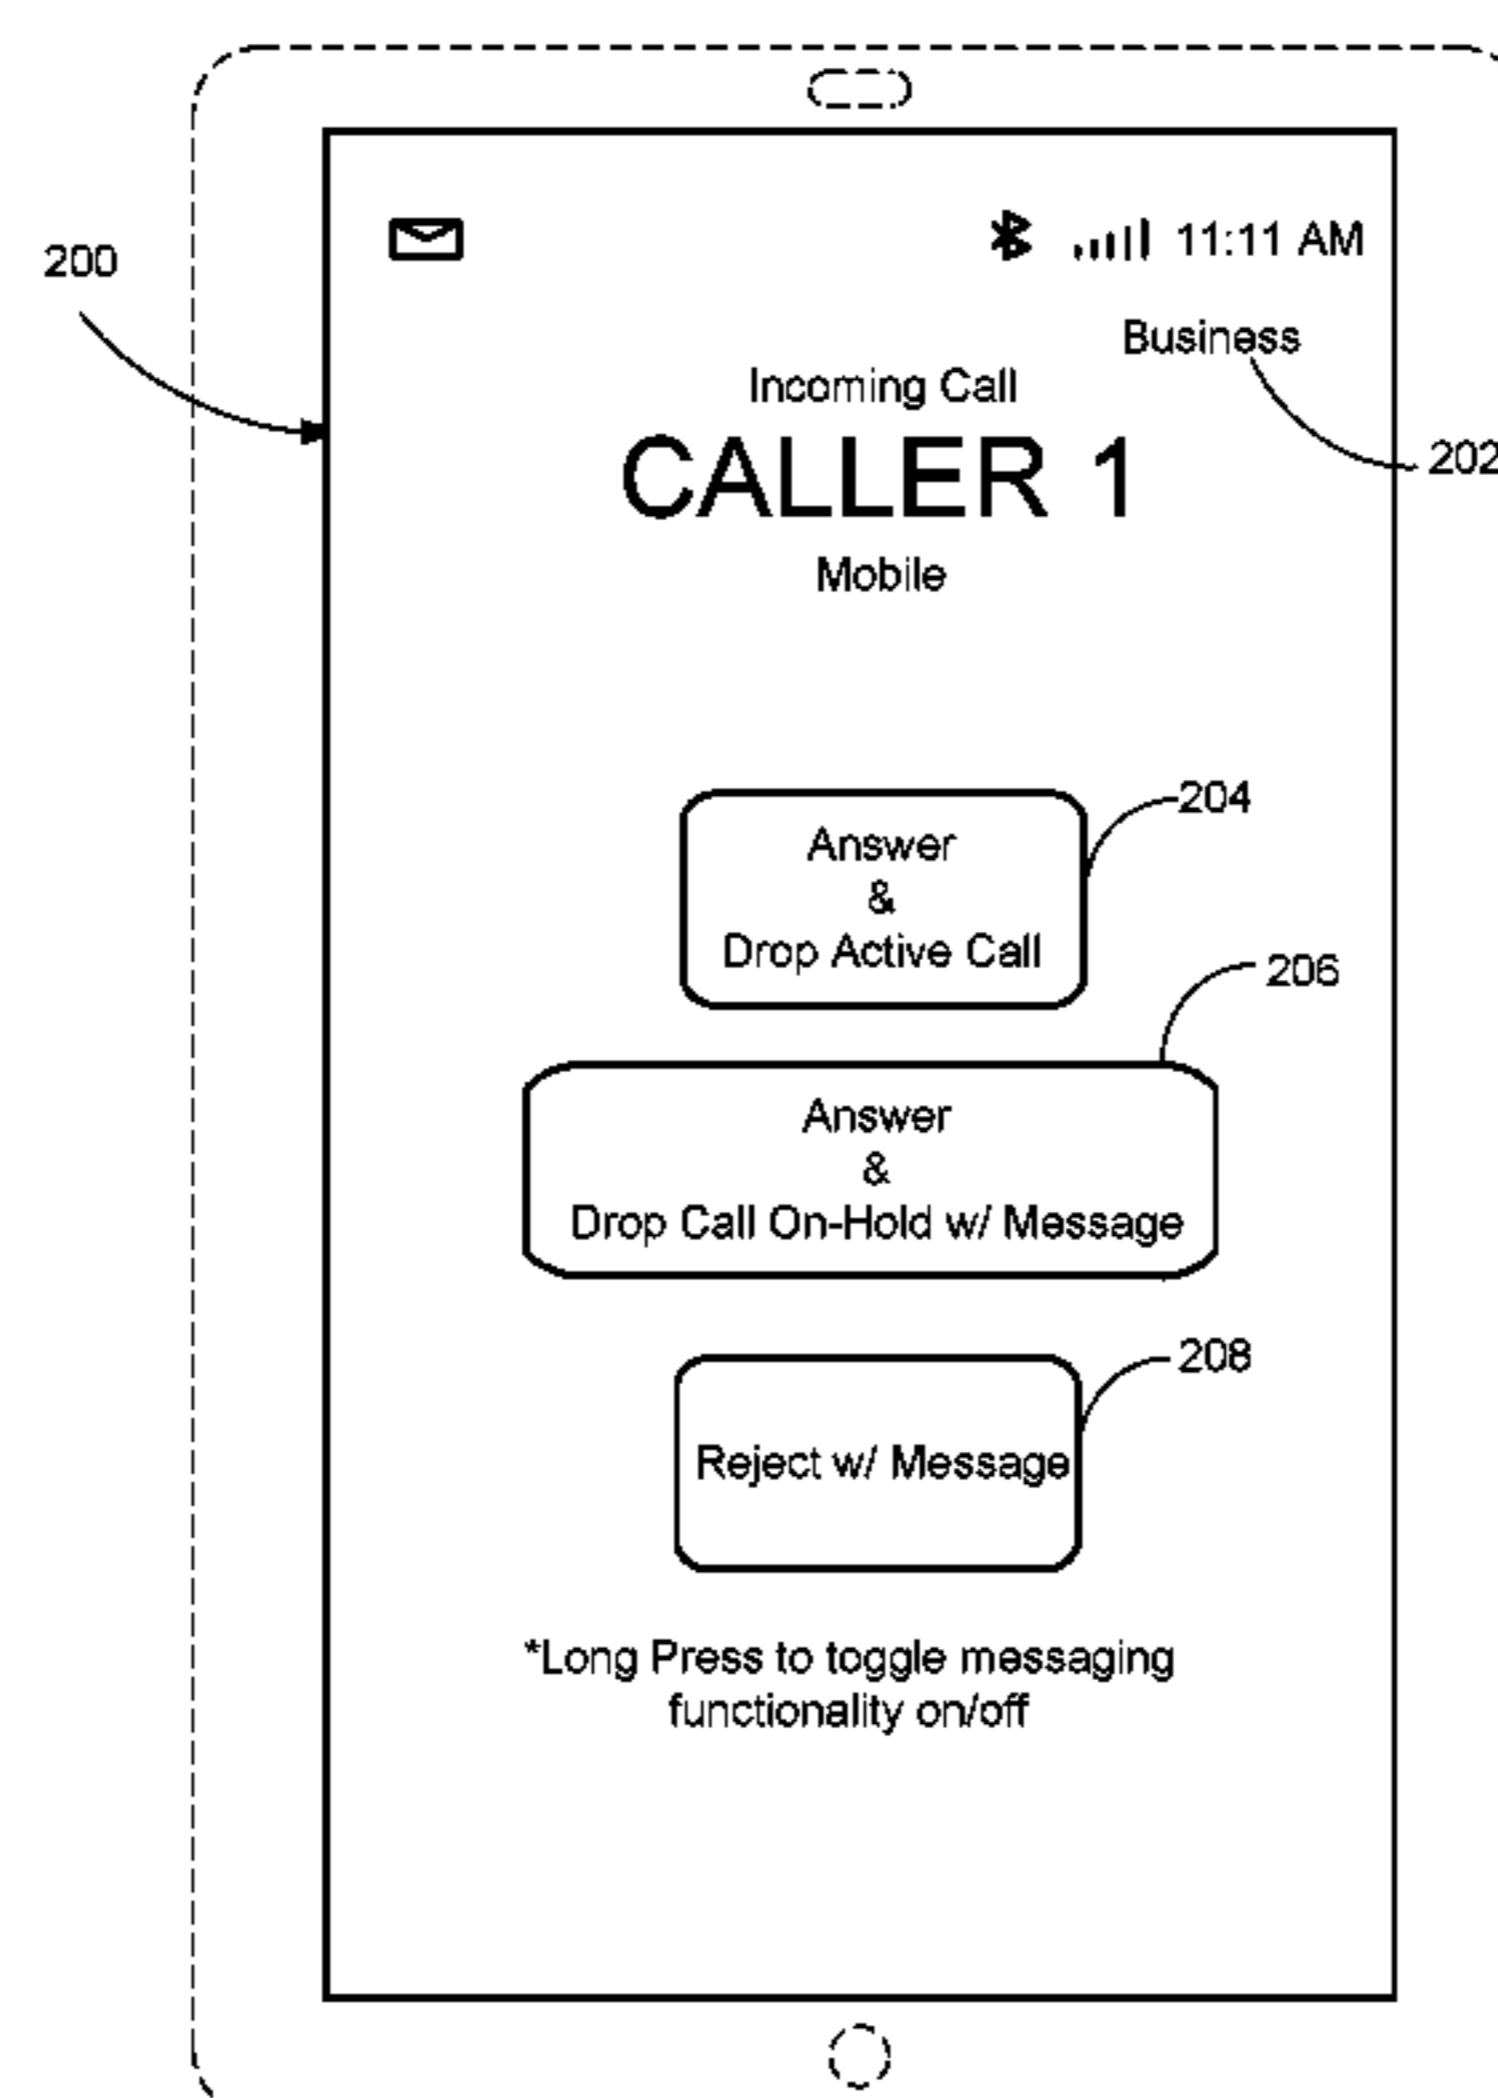 11:11 AM
200
Business
Incoming Call
202
CALLER 1
Mobile
204
Answer
&
Drop Active Call
206
Answer
&
Drop Call On-Hold w/ Message
208
Reject w/ Message
*Long Press to toggle messaging
functionality on/off